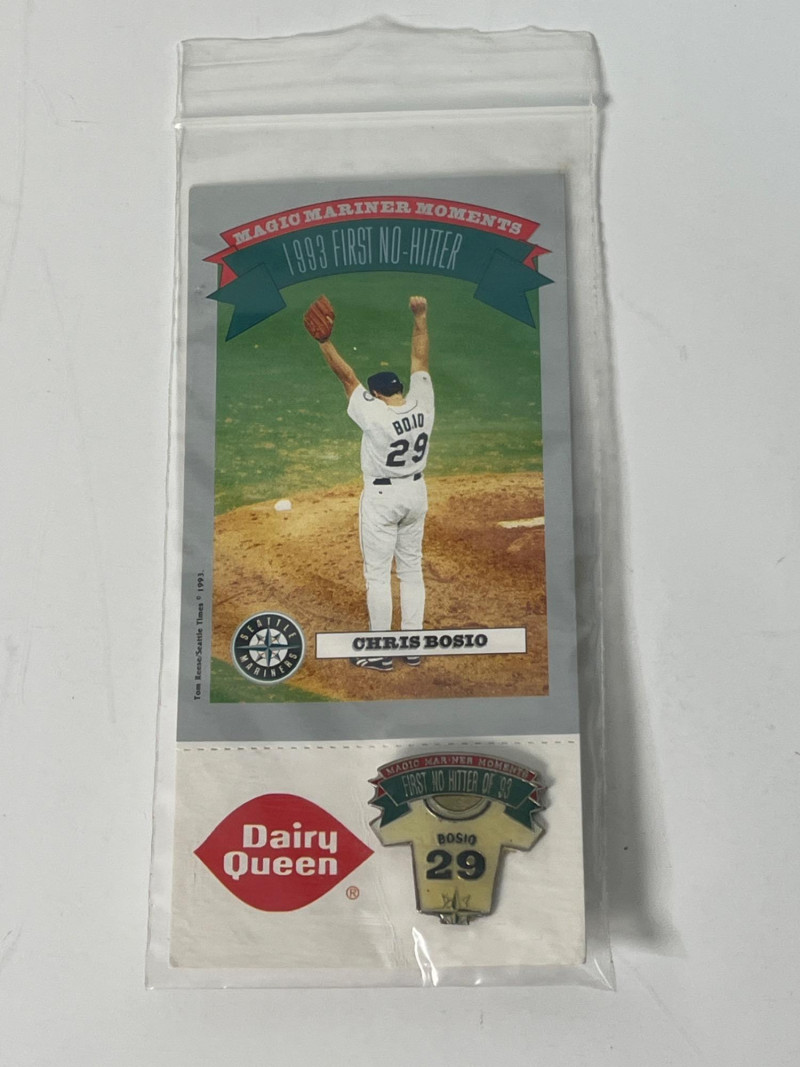 MAGIC MARINER MOMENTS
1993 FIRST NO-HITTER
BOSIO
29
Tom Reese/Seattle Times © 1993.
SEATTLE
MARINERS
CHRIS BOSIO
MAGIC MARINER MOMENTS
FIRST NO HITTER OF '93
Dairy
Queen®
BOSIO
29